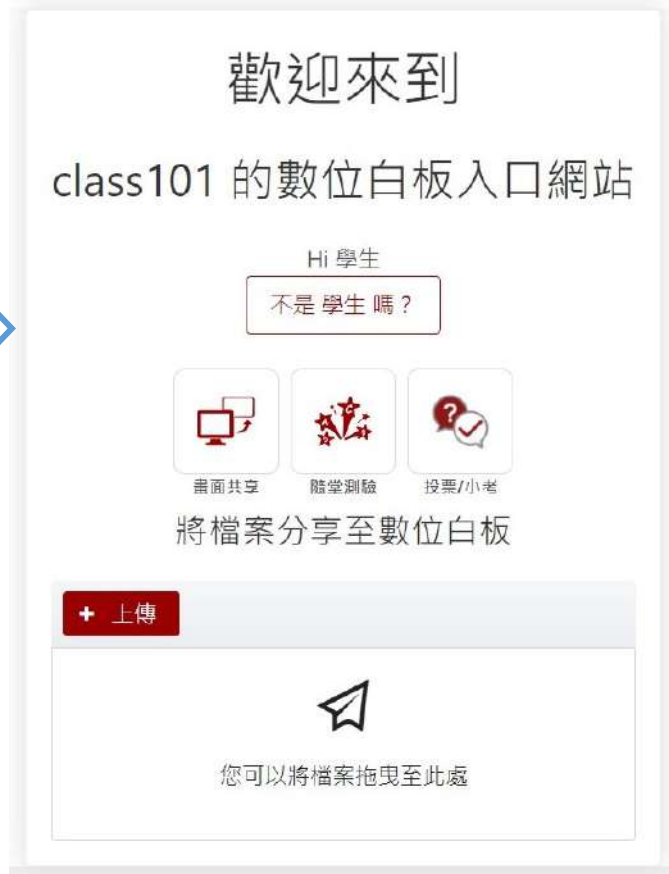 歡迎來到
class101 的數位白板入口網站
Hi 學生
不是 學生 嗎？
畫面共享 隨堂測驗 投票/小考
將檔案分享至數位白板
+ 上傳
您可以將檔案拖曳至此處